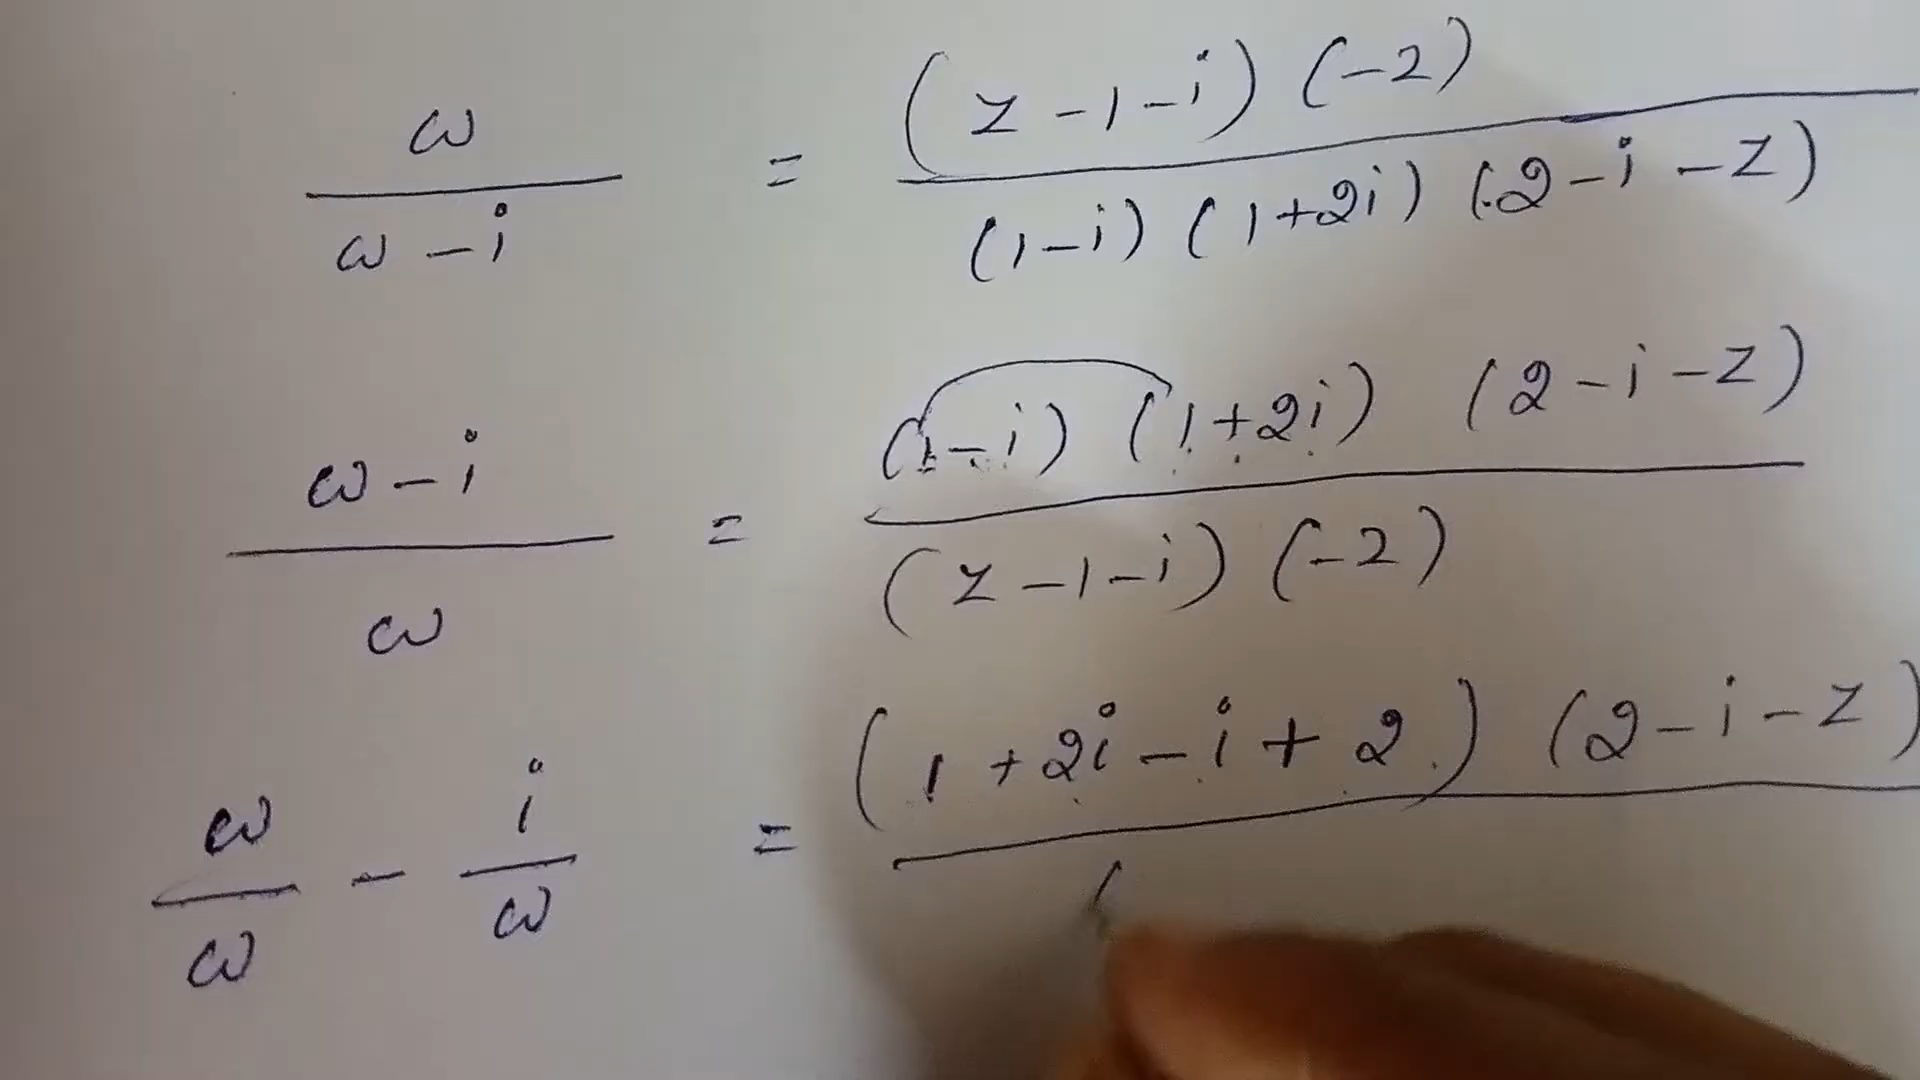 ω / (ω - i) = (z - 1 - i) (-2) / (1 - i) (1 + 2i) (2 - i - z)
(ω - i) / ω = (1 - i) (1 + 2i) (2 - i - z) / (z - 1 - i) (-2)
ω / ω - i / ω = (1 + 2i - i + 2) (2 - i - z) / (